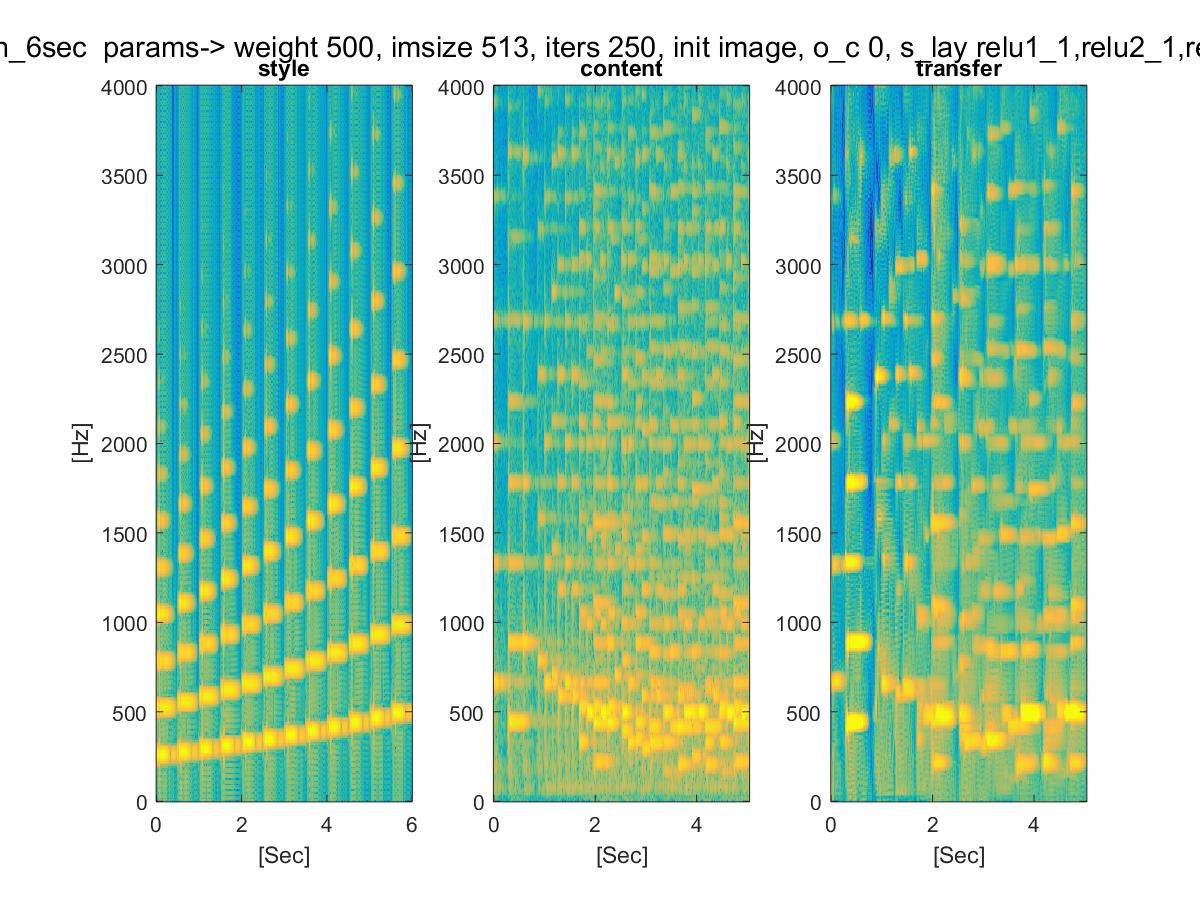 _6sec params-> weight 500, imsize 513, iters 250, init image, o_c 0, s_lay relu1_1,relu2_1,re
style content transfer
4000 4000 4000
3500 3500 3500
3000 3000 3000
2500 2500 2500
2000 2000 2000
[Hz] [Hz] [Hz]
1500 1500 1500
1000 1000 1000
500 500 500
0 0 0
0 2 4 6 0 2 4 0 2 4
[Sec] [Sec] [Sec]